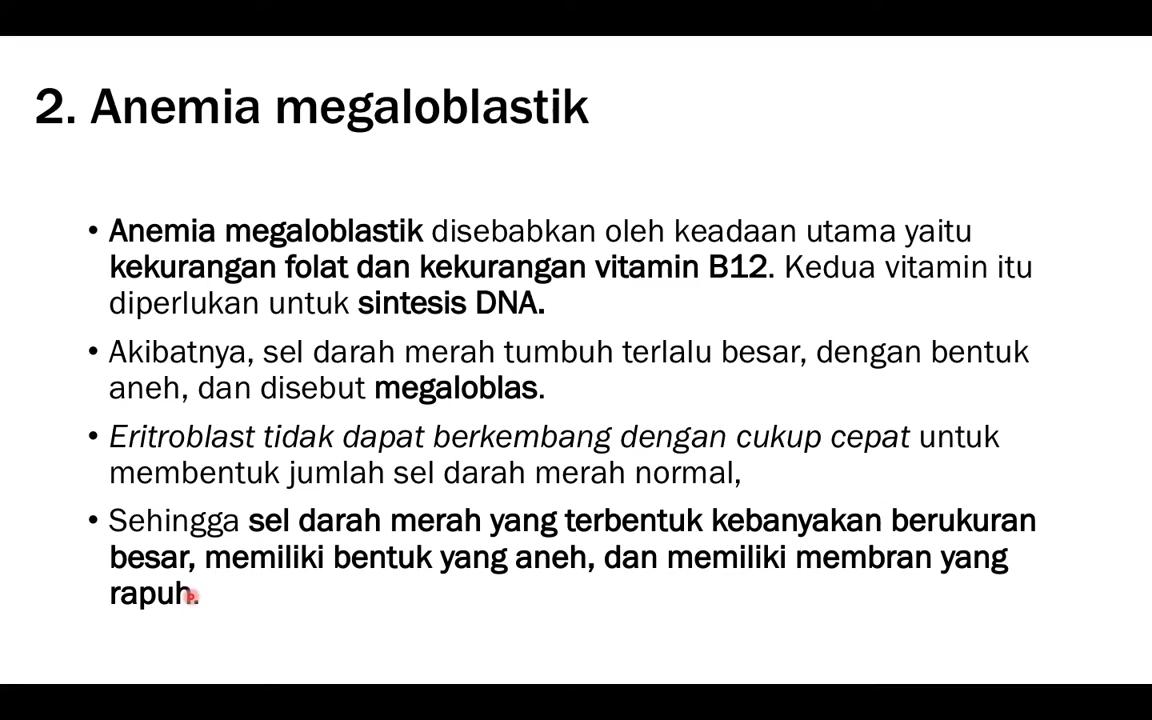 2. Anemia megaloblastik
• Anemia megaloblastik disebabkan oleh keadaan utama yaitu
kekurangan folat dan kekurangan vitamin B12. Kedua vitamin itu
diperlukan untuk sintesis DNA.
• Akibatnya, sel darah merah tumbuh terlalu besar, dengan bentuk
aneh, dan disebut megaloblas.
• Eritroblast tidak dapat berkembang dengan cukup cepat untuk
membentuk jumlah sel darah merah normal,
• Sehingga sel darah merah yang terbentuk kebanyakan berukuran
besar, memiliki bentuk yang aneh, dan memiliki membran yang
rapuh.